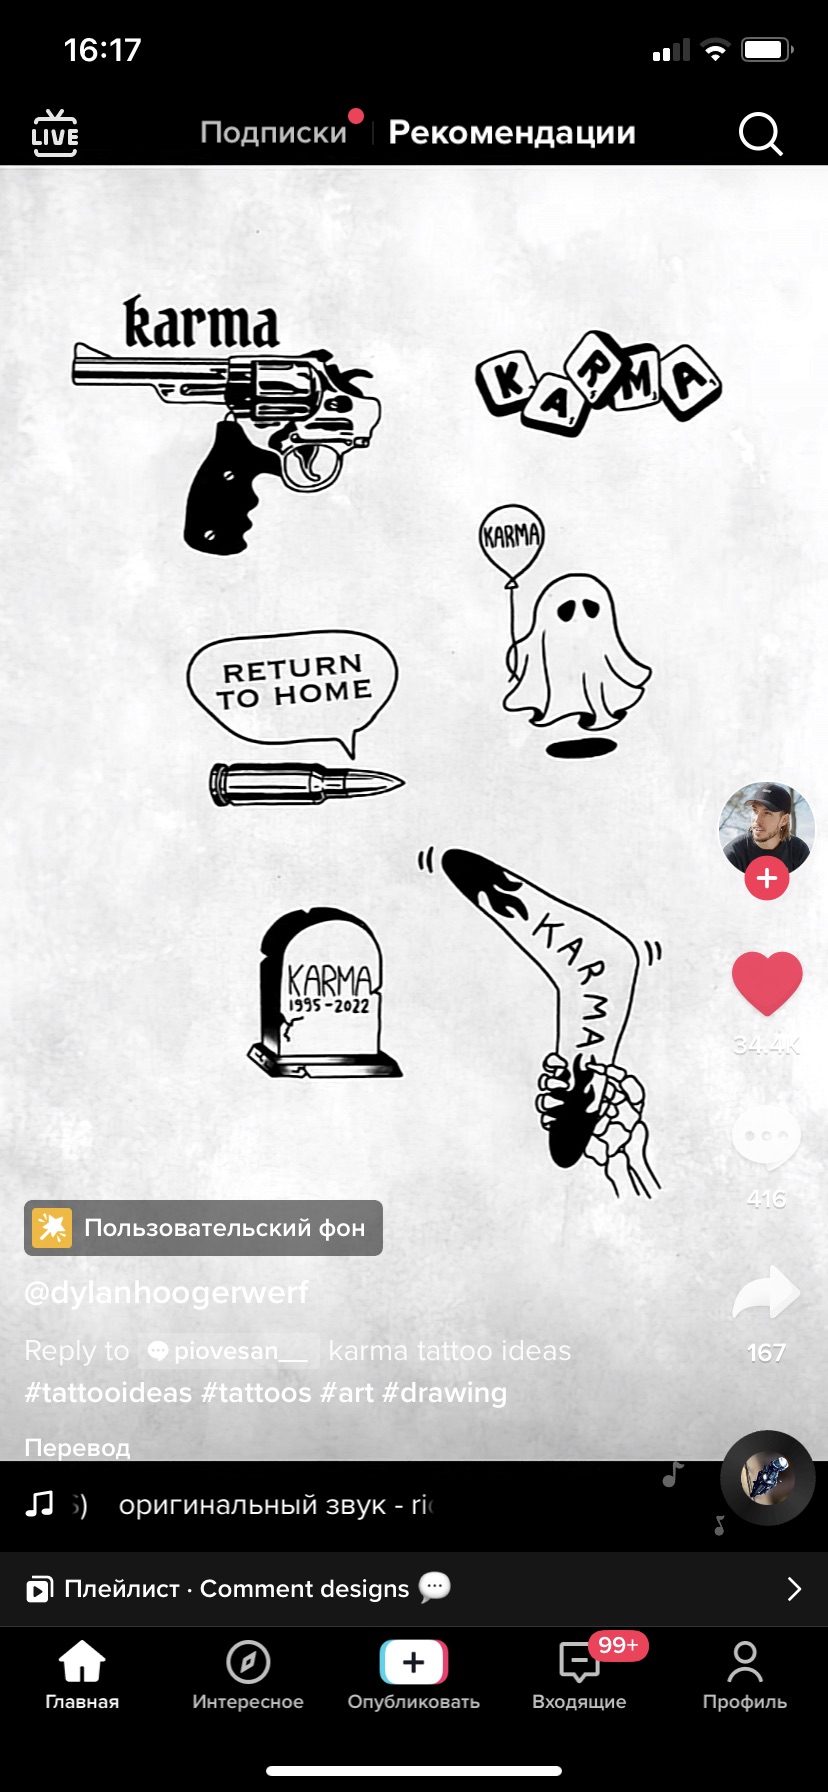 16:17
LIVE
Подписки
Рекомендации
karma
KARMA
KARMA
RETURN
TO HOME
KARMA
KARMA
1995-2022
34.4K
416
Пользовательский фон
@dylanhoogerwerf
Reply to piovesan__ karma tattoo ideas
167
#tattooideas #tattoos #art #drawing
Перевод
оригинальный звук - ri
Плейлист · Comment designs
99+
Главная
Интересное
Опубликовать
Входящие
Профиль